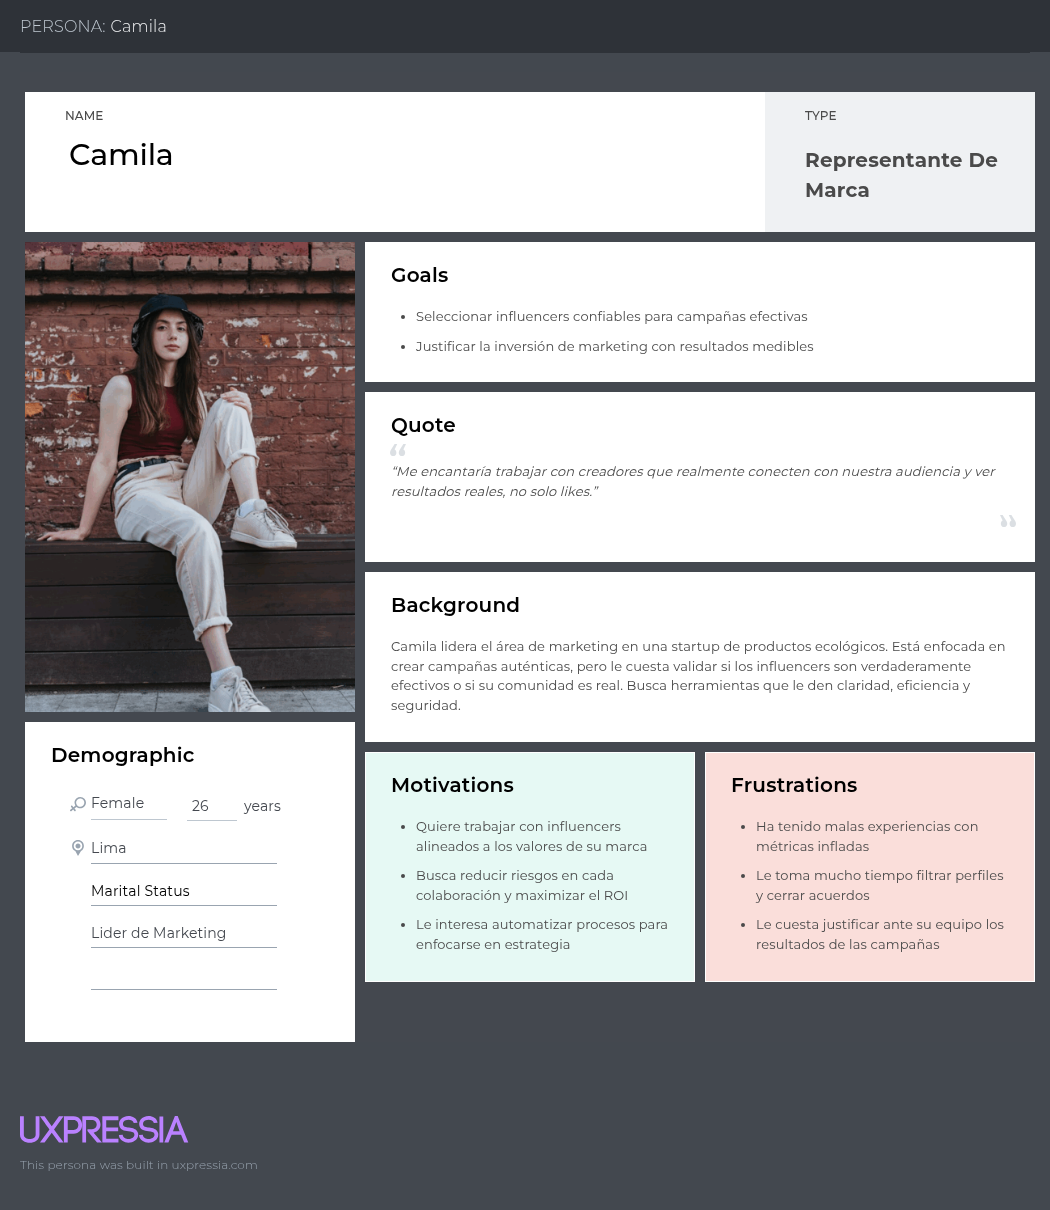 PERSONA: Camila
NAME
Camila
TYPE
Representante De
Marca
Goals
Seleccionar influencers confiables para campañas efectivas
Justificar la inversión de marketing con resultados medibles
Quote
“Me encantaría trabajar con creadores que realmente conecten con nuestra audiencia y ver
resultados reales, no solo likes.”
Background
Camila lidera el área de marketing en una startup de productos ecológicos. Está enfocada en
crear campañas auténticas, pero le cuesta validar si los influencers son verdaderamente
efectivos o si su comunidad es real. Busca herramientas que le den claridad, eficiencia y
seguridad.
Demographic
Female 26 years
Lima
Marital Status
Lider de Marketing
Motivations
Quiere trabajar con influencers
alineados a los valores de su marca
Busca reducir riesgos en cada
colaboración y maximizar el ROI
Le interesa automatizar procesos para
enfocarse en estrategia
Frustrations
Ha tenido malas experiencias con
métricas infladas
Le toma mucho tiempo filtrar perfiles
y cerrar acuerdos
Le cuesta justificar ante su equipo los
resultados de las campañas
UXPRESSIA
This persona was built in uxpressia.com